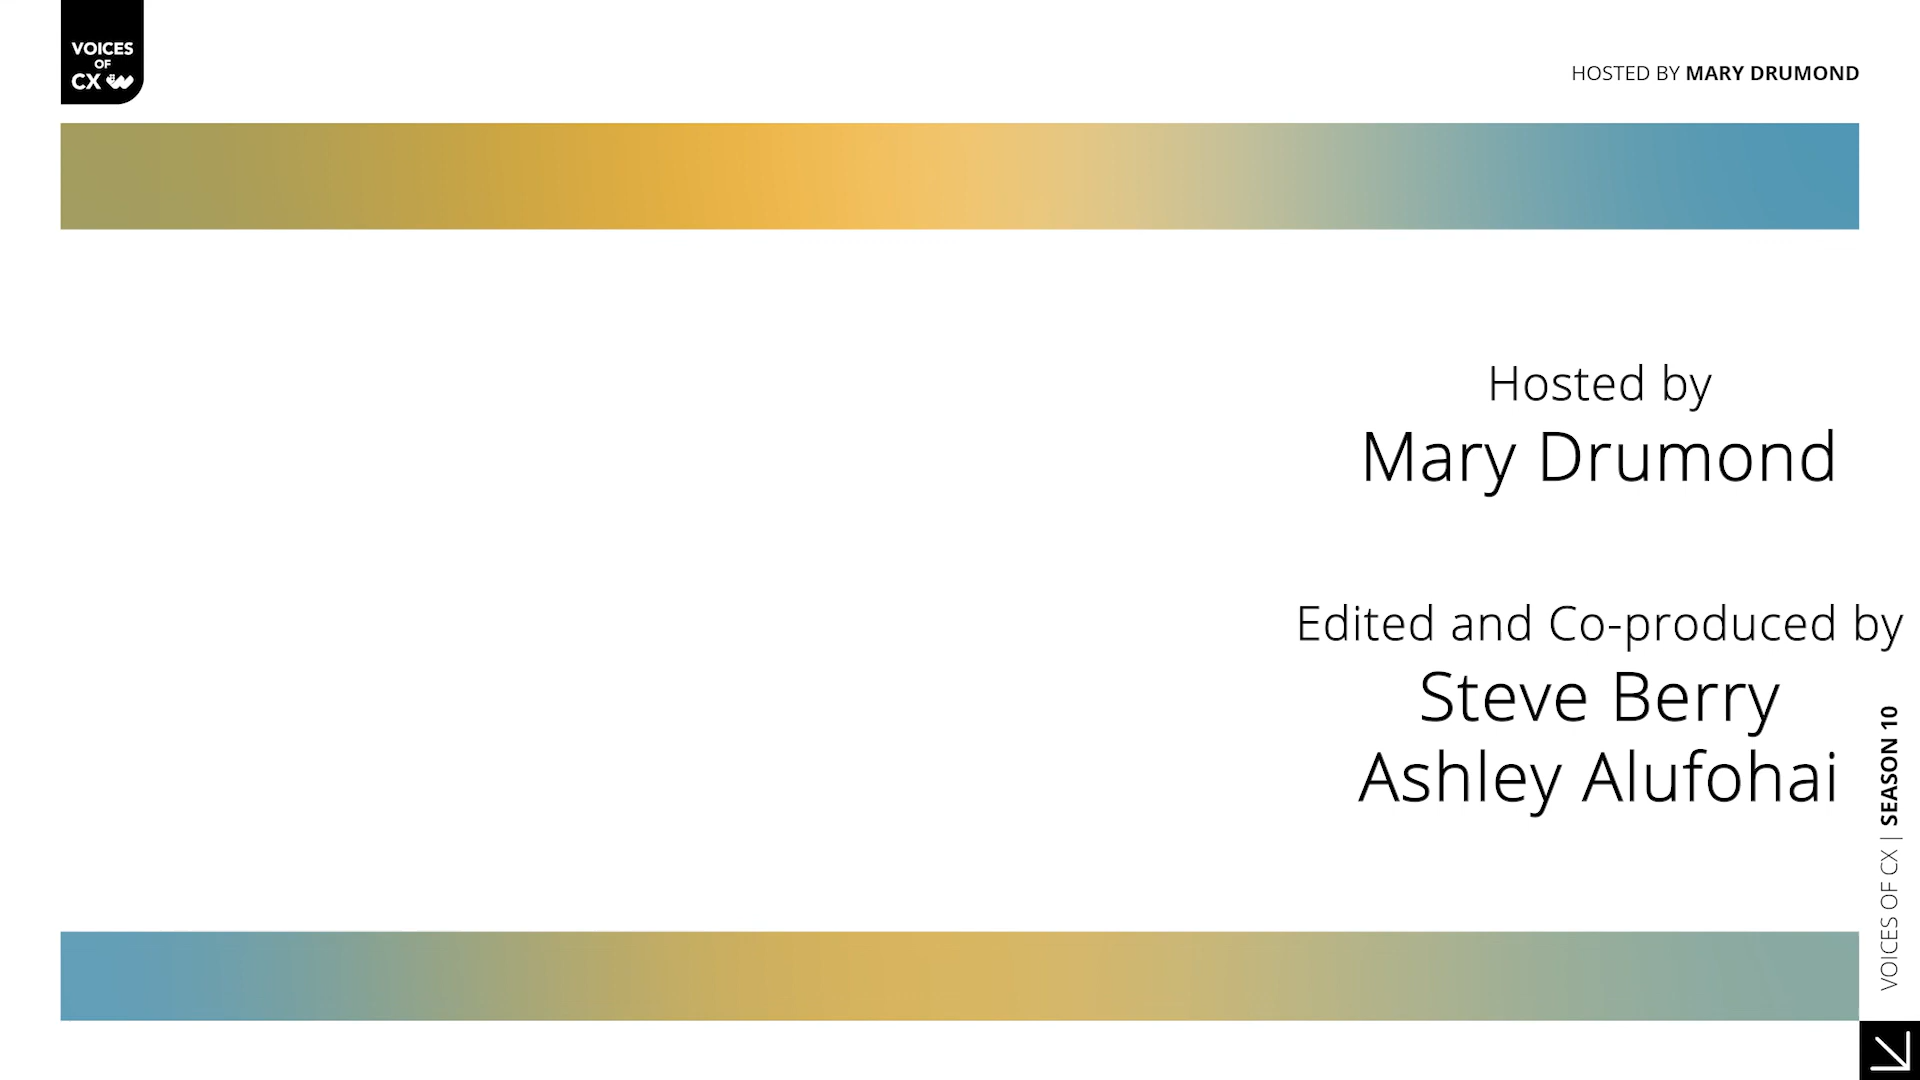 VOICES
OF
CX
HOSTED BY MARY DRUMOND
Hosted by
Mary Drumond
Edited and Co-produced by
Steve Berry
Ashley Alufohai
VOICES OF CX | SEASON 10